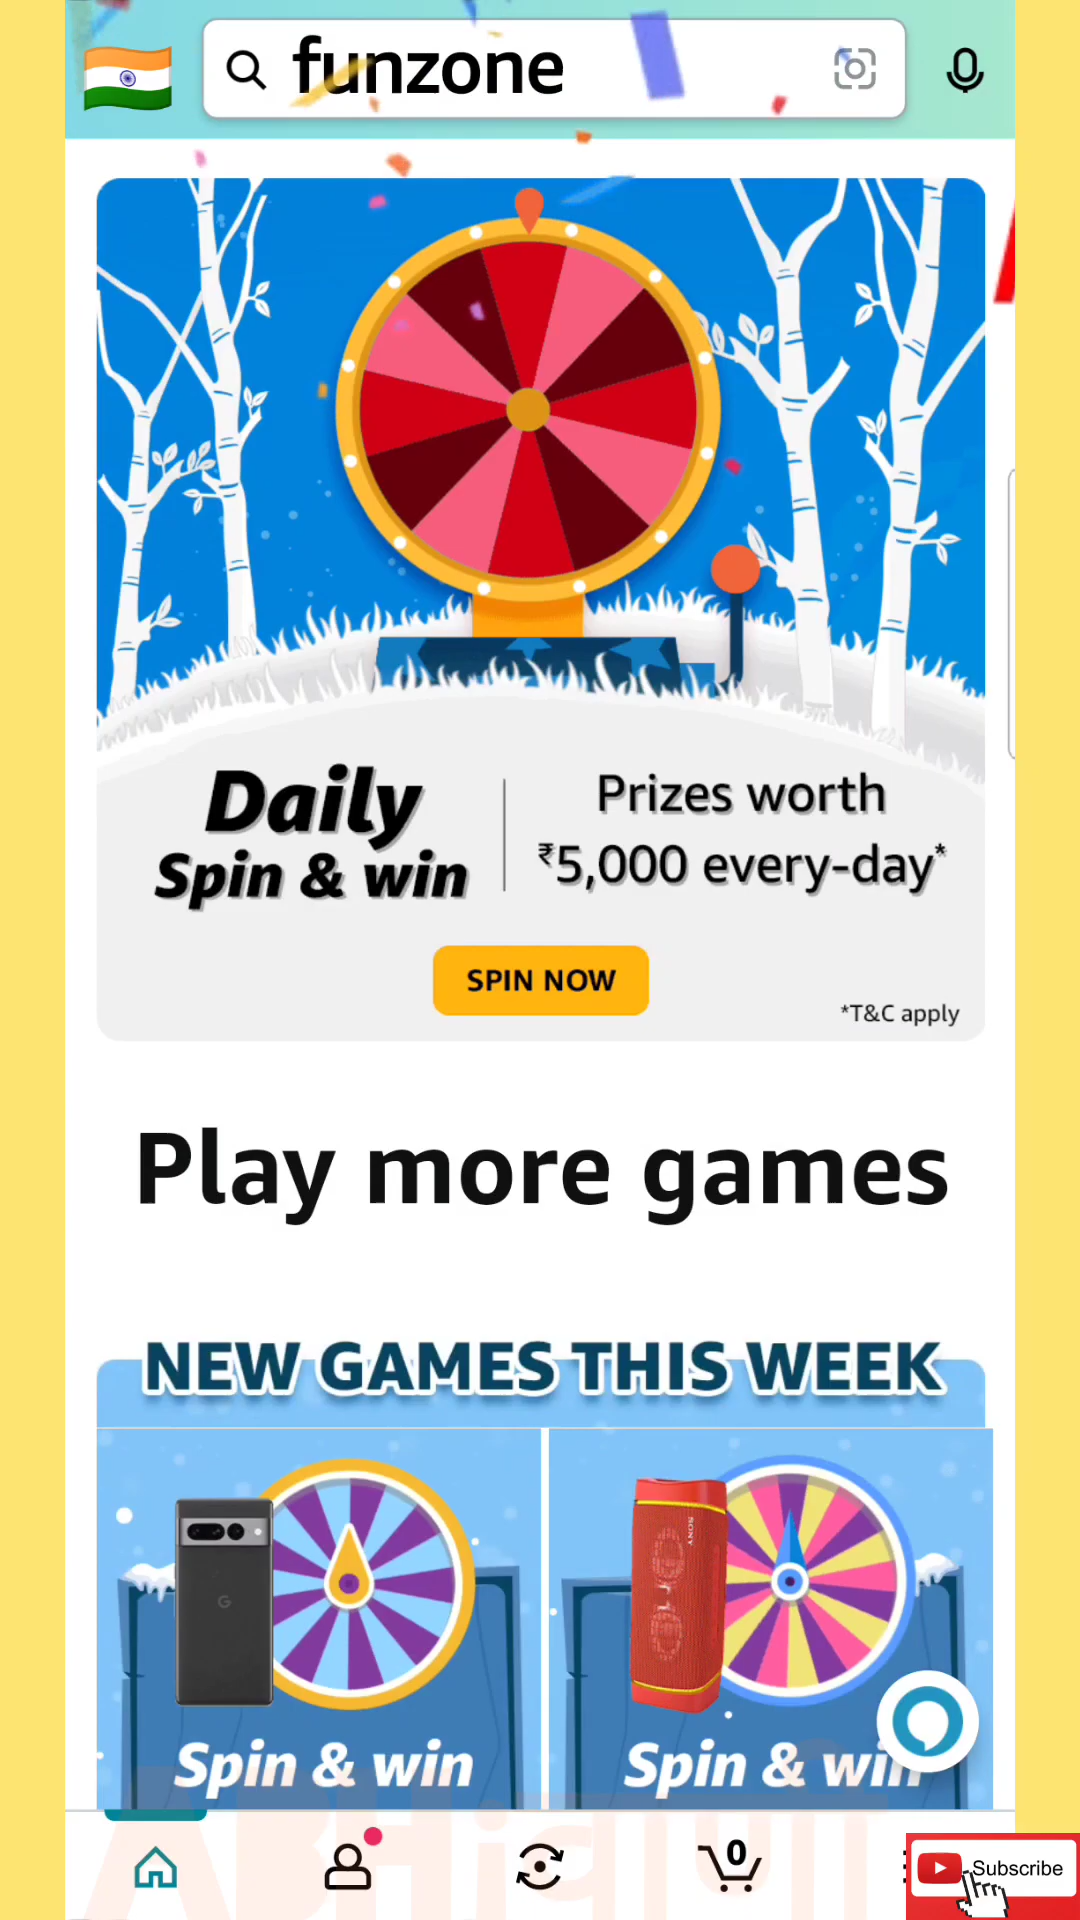 funzone
Daily
Spin & win
Prizes worth
₹5,000 every-day*
SPIN NOW
*T&C apply
Play more games
NEW GAMES THIS WEEK
G
SONY
Spin & win
Spin & win
0
Subscribe